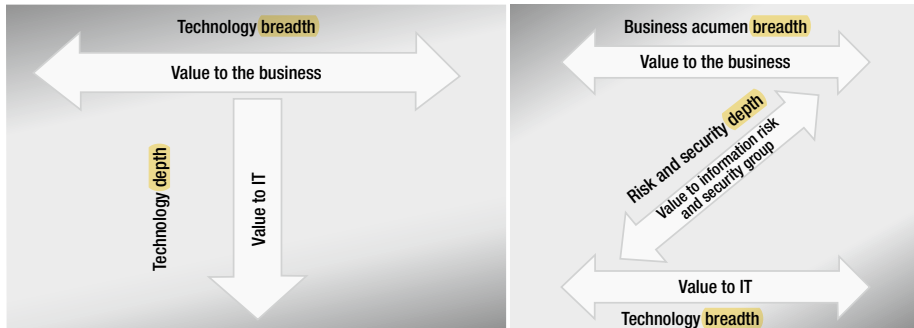 Technology breadth
Value to the business
Technology depth
Value to IT
Business acumen breadth
Value to the business
Risk and security depth
Value to information risk
and security group
Value to IT
Technology breadth